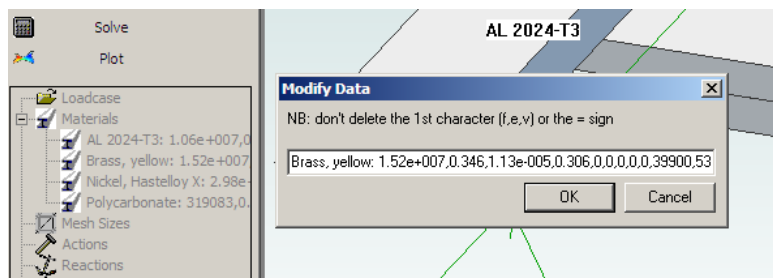 Solve
Plot
Loadcase
Materials
AL 2024-T3: 1.06e+007,0
Brass, yellow: 1.52e+007
Nickel, Hastelloy X: 2.98e-
Polycarbonate: 319083,0.
Mesh Sizes
Actions
Reactions
AL 2024-T3
Modify Data
NB: don't delete the 1st character (f,e,v) or the = sign
Brass, yellow: 1.52e+007,0.346,1.13e-005,0.306,0,0,0,0,0,39900,53
OK
Cancel